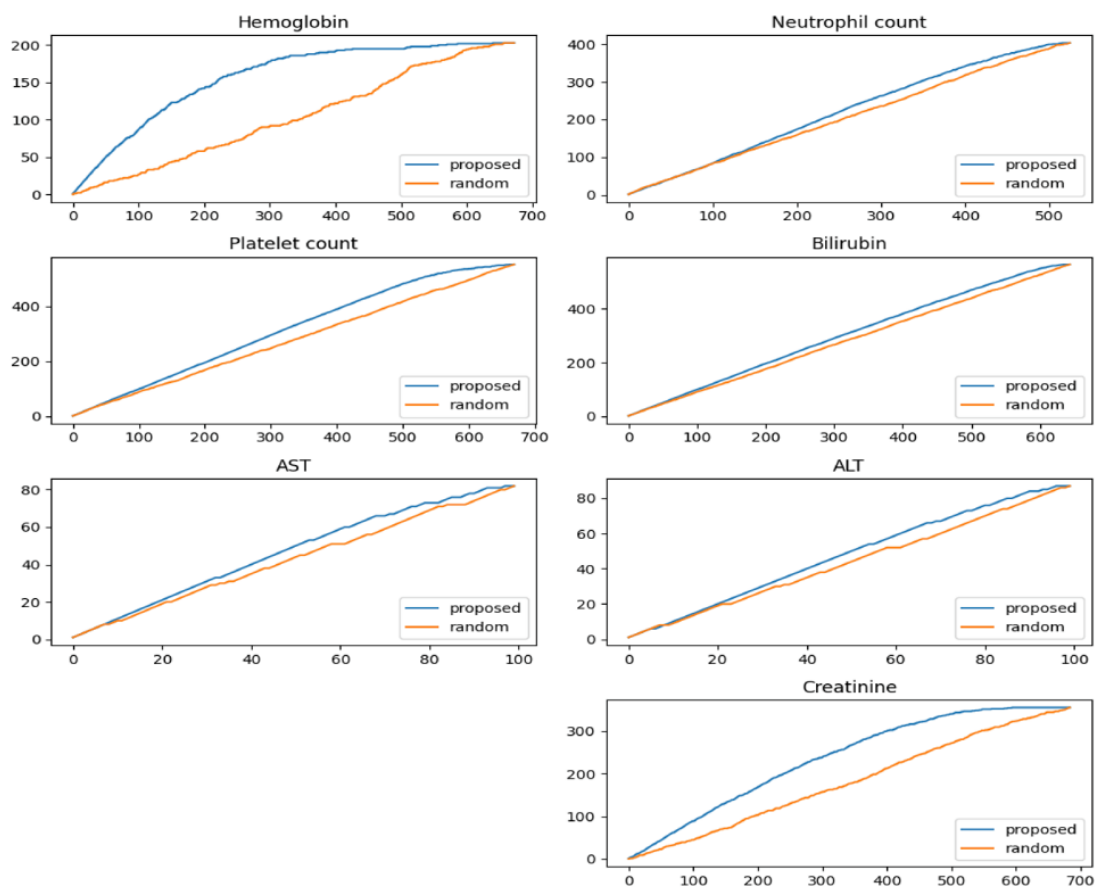 Hemoglobin
200
150
100
50
0
0 100 200 300 400 500 600 700
proposed
random
Neutrophil count
400
300
200
100
0
0 100 200 300 400 500
proposed
random
Platelet count
400
200
0
0 100 200 300 400 500 600 700
proposed
random
Bilirubin
400
200
0
0 100 200 300 400 500 600
proposed
random
AST
80
60
40
20
0
0 20 40 60 80 100
proposed
random
ALT
80
60
40
20
0
0 20 40 60 80 100
proposed
random
Creatinine
300
200
100
0
0 100 200 300 400 500 600 700
proposed
random